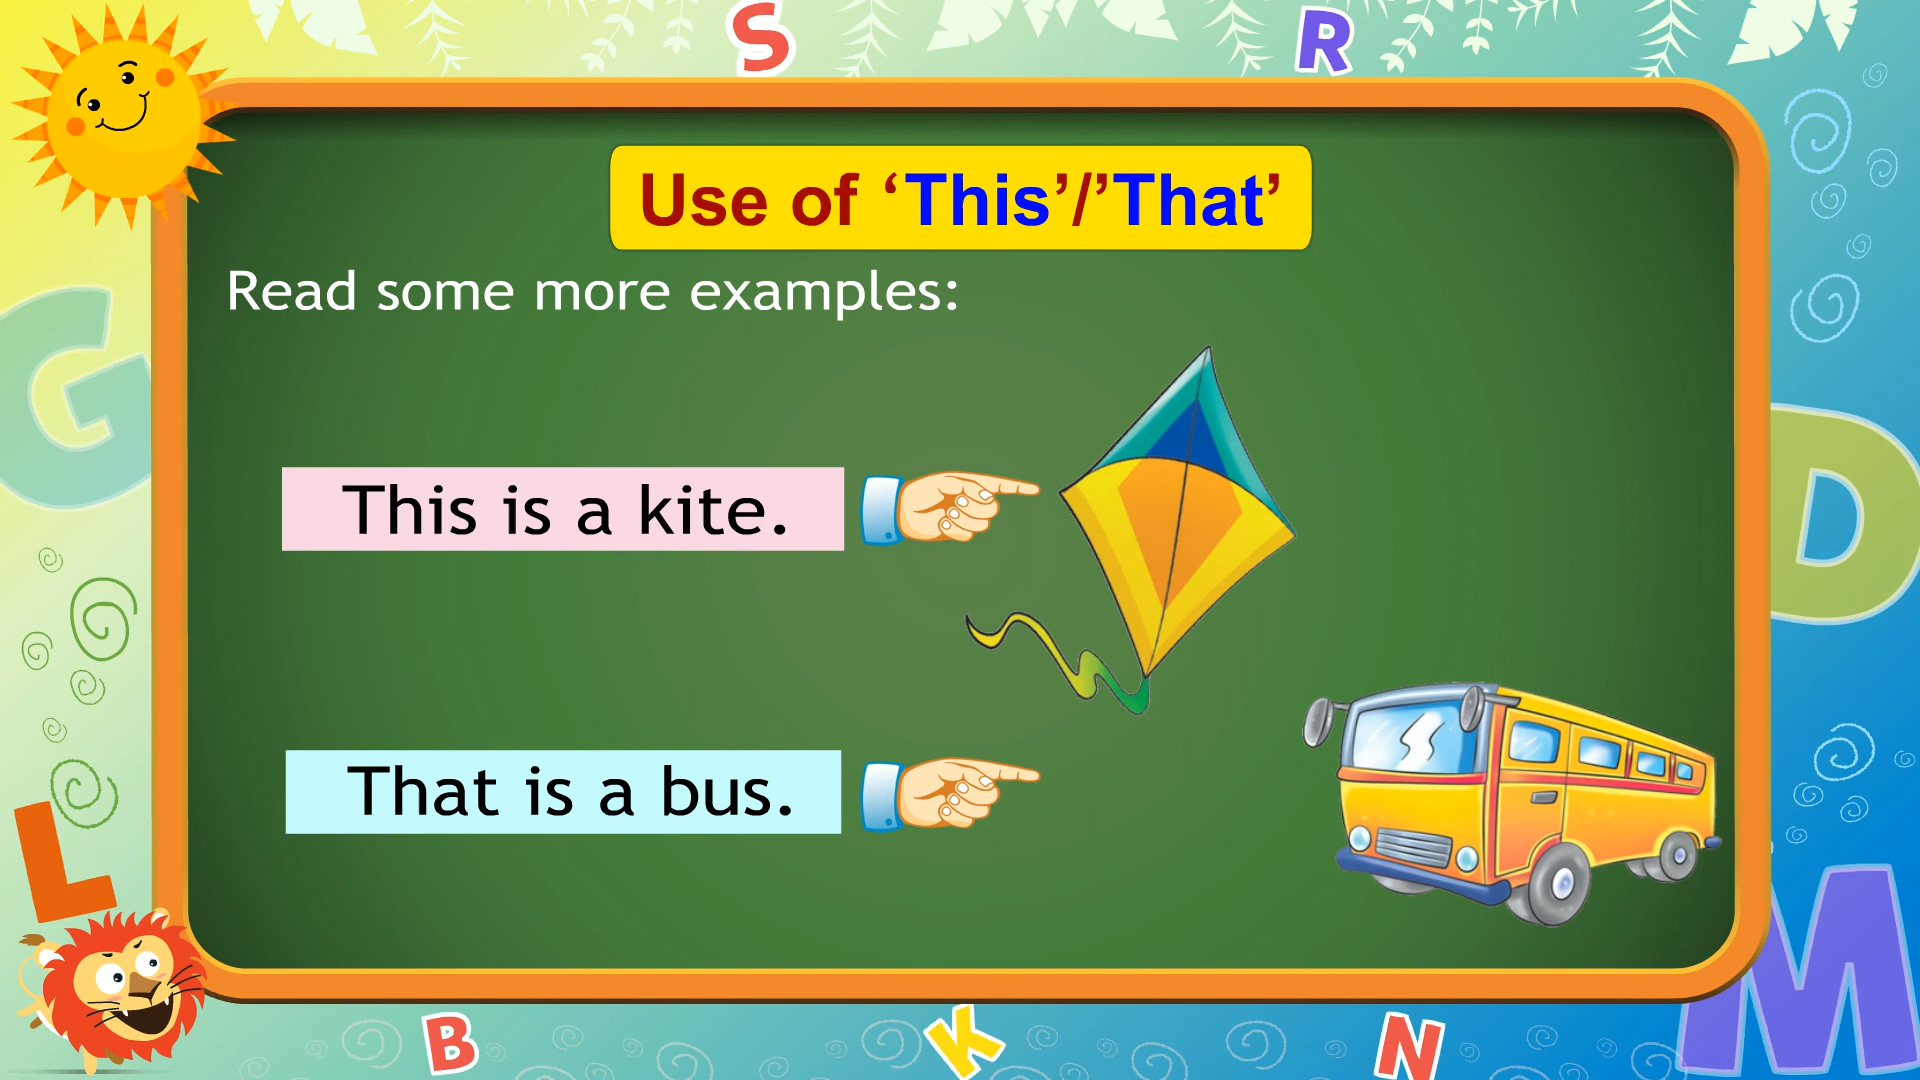 S R
Use of ‘This’/’That’
Read some more examples:
G
This is a kite.
D
That is a bus.
L
M
B K N